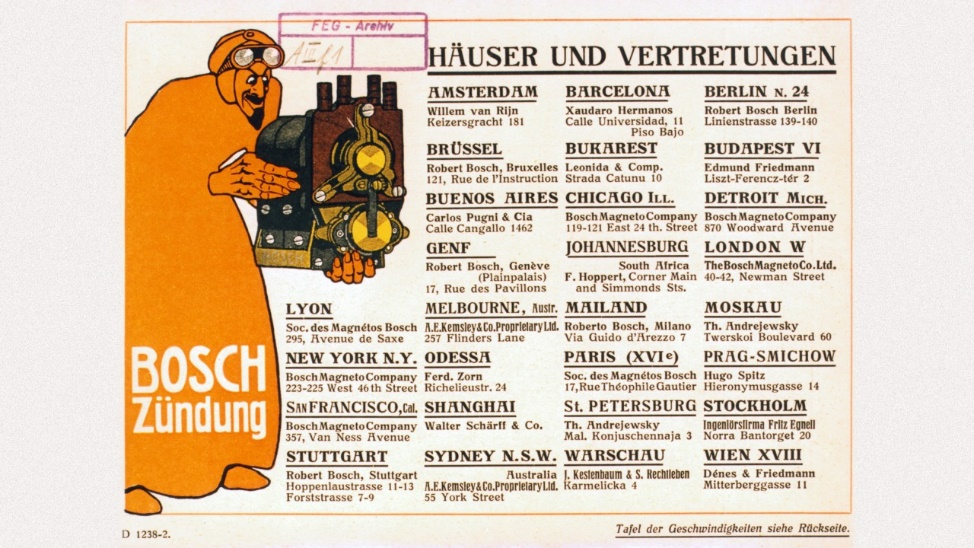 FEG - Archiv
A III f1
HÄUSER UND VERTRETUNGEN
AMSTERDAM
Willem van Rijn
Keizersgracht 181
BARCELONA
Xaudaro Hermanos
Calle Universidad, 11
Piso Bajo
BERLIN N. 24
Robert Bosch Berlin
Linienstrasse 139-140
BRÜSSEL
Robert Bosch, Bruxelles
121, Rue de l'Instruction
BUKAREST
Leonida & Comp.
Strada Catunu 10
BUDAPEST VI
Edmund Friedmann
Liszt-Ferencz-tér 2
BUENOS AIRES
Carlos Pugni & Cia
Calle Cangallo 1462
CHICAGO ILL.
Bosch Magneto Company
119-121 East 24 th. Street
DETROIT MICH.
Bosch Magneto Company
870 Woodward Avenue
GENF
Robert Bosch, Genève
(Plainpalais)
17, Rue des Pavillons
JOHANNESBURG
South Africa
F. Hoppert, Corner Main
and Simmonds Sts.
LONDON W
The Bosch Magneto Co. Ltd.
40-42, Newman Street
LYON
Soc. des Magnétos Bosch
295, Avenue de Saxe
MELBOURNE, Austr.
A.E. Kemsley & Co. Proprietary Ltd.
257 Flinders Lane
MAILAND
Roberto Bosch, Milano
Via Guido d'Arezzo 7
MOSKAU
Th. Andrejewsky
Twerskoi Boulevard 60
NEW YORK N.Y.
Bosch Magneto Company
223-225 West 46 th Street
ODESSA
Ferd. Zorn
Richelieustr. 24
PARIS (XVIe)
Soc. des Magnétos Bosch
17, Rue Théophile Gautier
PRAG-SMICHOW
Hugo Spitz
Hieronymusgasse 14
SAN FRANCISCO, Cal.
Bosch Magneto Company
357, Van Ness Avenue
SHANGHAI
Walter Schärff & Co.
St. PETERSBURG
Th. Andrejewsky
Mal. Konjuschennaja 3
STOCKHOLM
Ingeniörsfirma Fritz Egnell
Norra Bantorget 20
STUTTGART
Robert Bosch, Stuttgart
Hoppenlaustrasse 11-13
Forststrasse 7-9
SYDNEY N.S.W.
Australia
A.E. Kemsley & Co. Proprietary Ltd.
55 York Street
WARSCHAU
J. Kestenbaum & S. Rechtleben
Karmelicka 4
WIEN XVIII
Dénes & Friedmann
Mitterberggasse 11
BOSCH
Zündung
D 1238-2.
Tafel der Geschwindigkeiten siehe Rückseite.